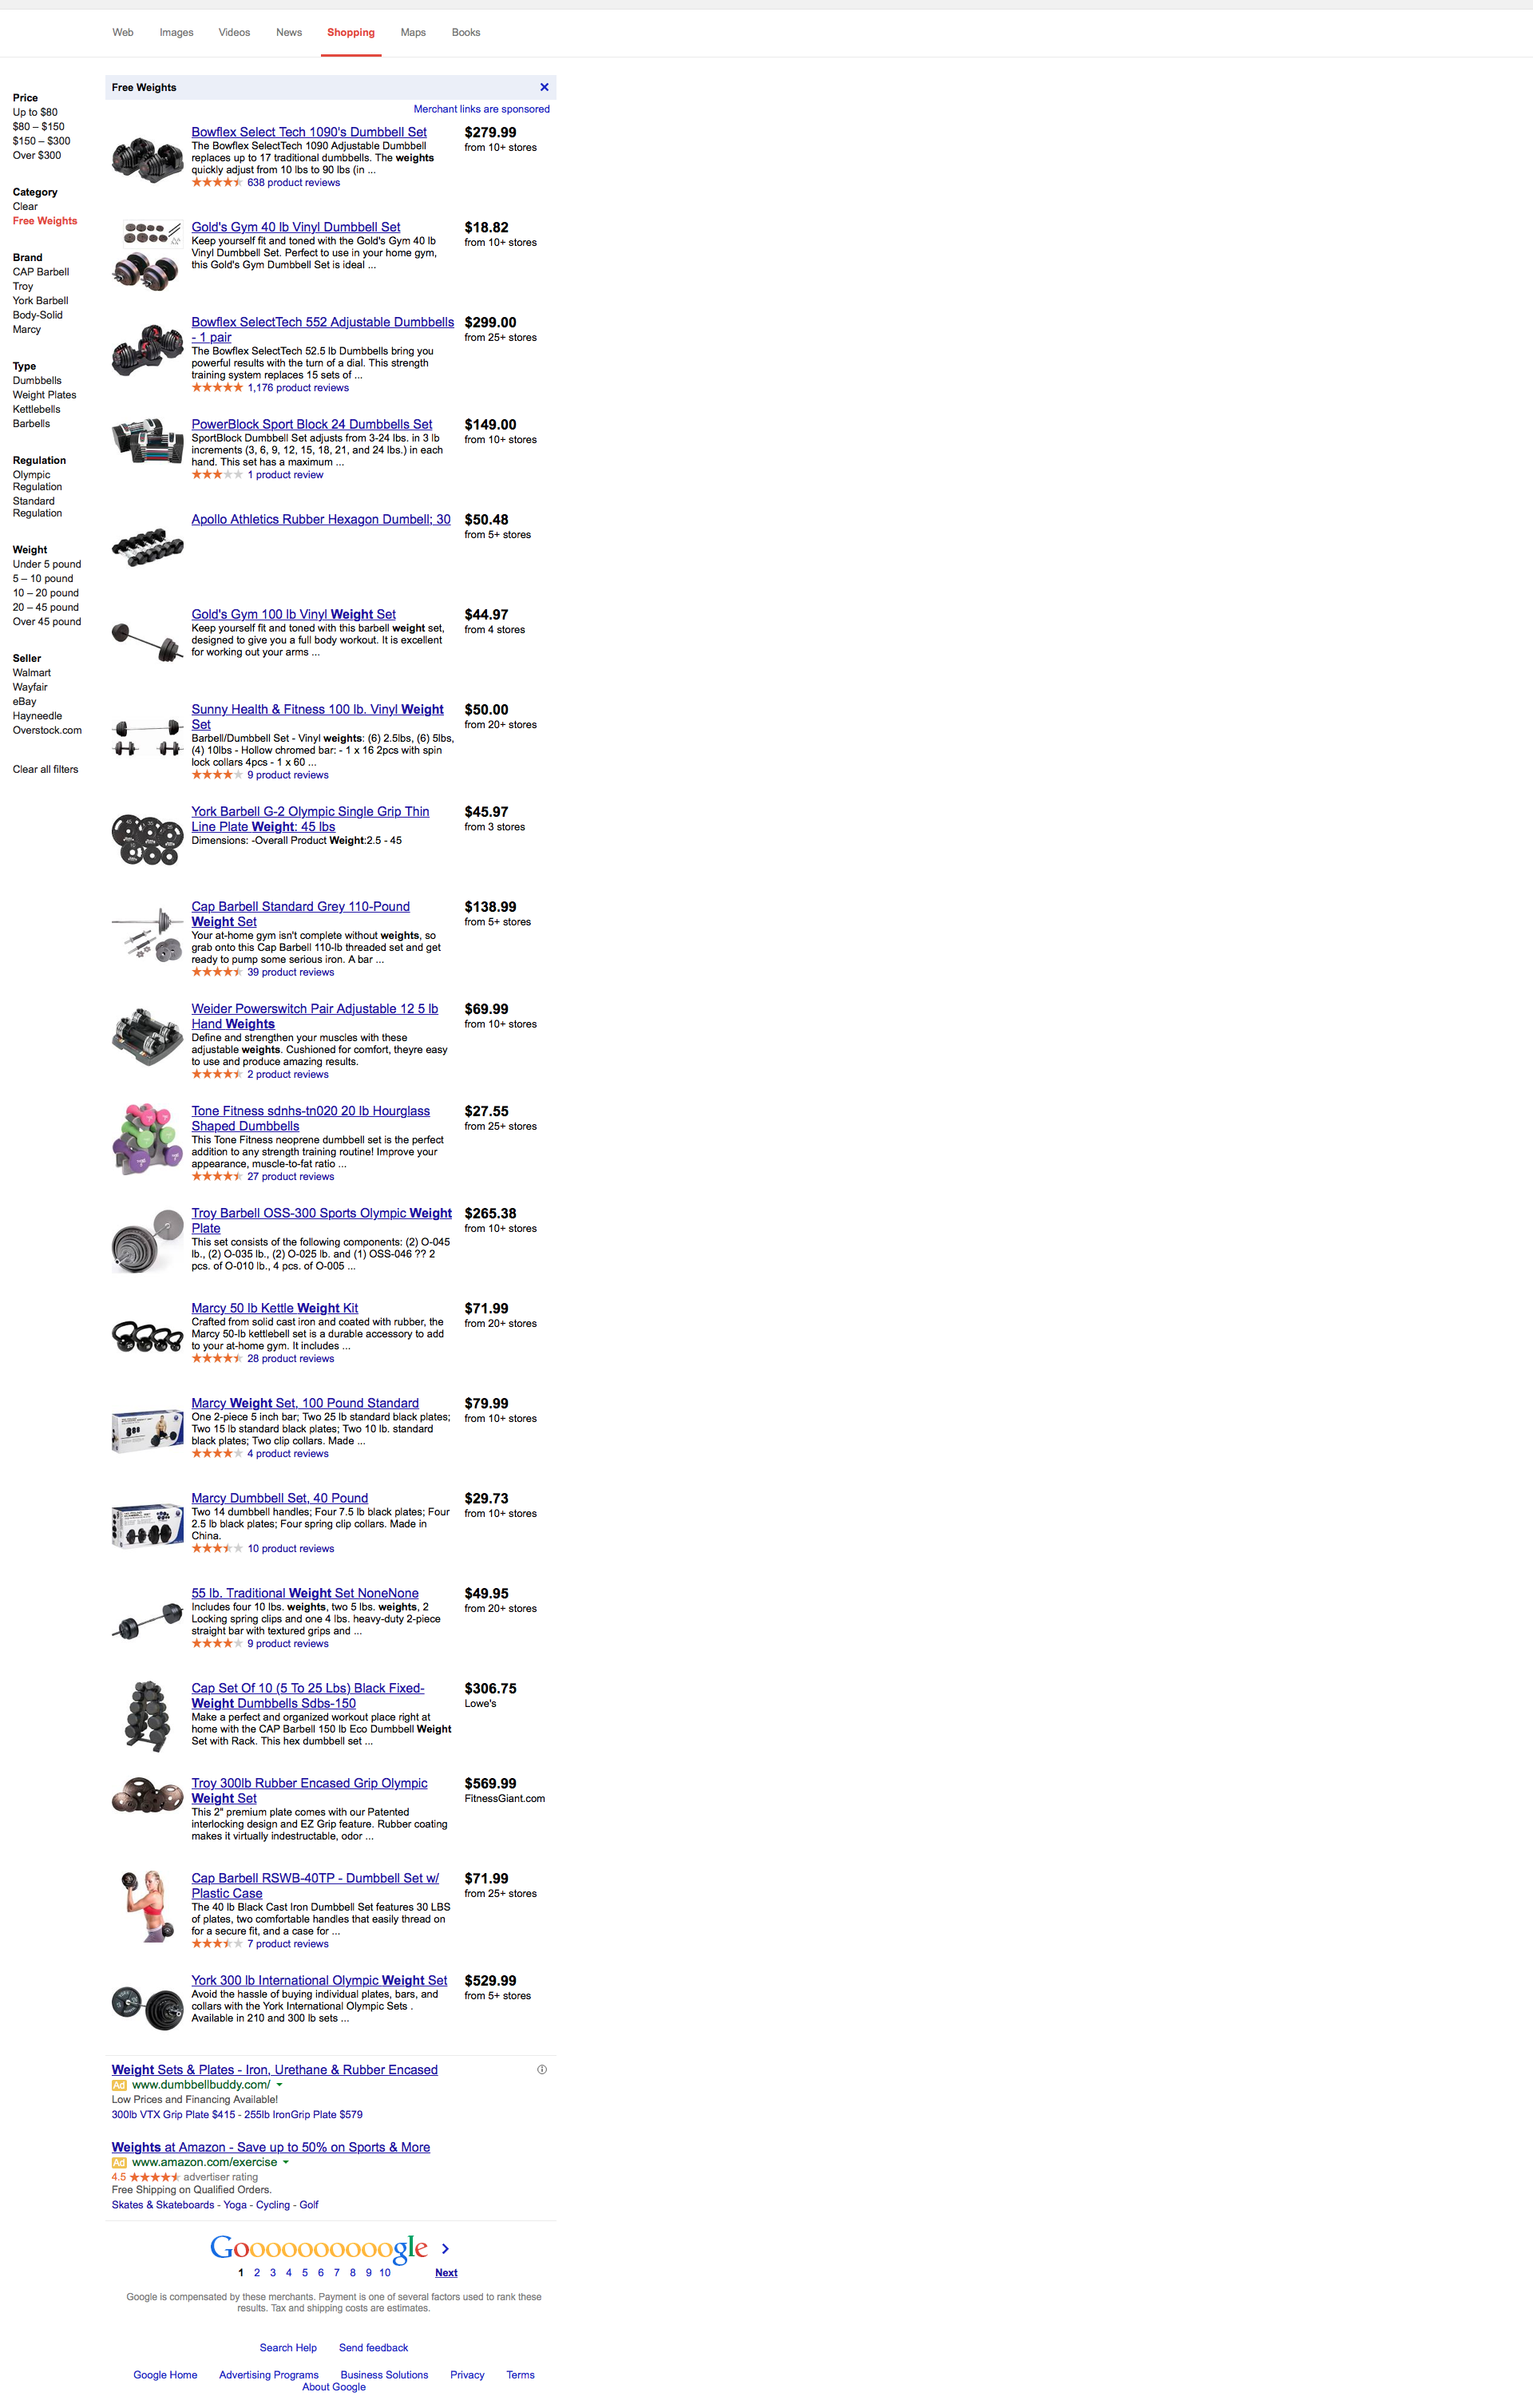 Web Images Videos News Shopping Maps Books
Price
Up to $80
$80 – $150
$150 – $300
Over $300
Category
Clear
Free Weights
Brand
CAP Barbell
Troy
York Barbell
Body-Solid
Marcy
Type
Dumbbells
Weight Plates
Kettlebells
Barbells
Regulation
Olympic
Regulation
Standard
Regulation
Weight
Under 5 pound
5 – 10 pound
10 – 20 pound
20 – 45 pound
Over 45 pound
Seller
Walmart
Wayfair
eBay
Hayneedle
Overstock.com
Clear all filters
Free Weights ✕
Merchant links are sponsored
Bowflex Select Tech 1090's Dumbbell Set
The Bowflex SelectTech 1090 Adjustable Dumbbell
replaces up to 17 traditional dumbbells. The weights
quickly adjust from 10 lbs to 90 lbs (in ...
638 product reviews
$279.99
from 10+ stores
Gold's Gym 40 lb Vinyl Dumbbell Set
Keep yourself fit and toned with the Gold's Gym 40 lb
Vinyl Dumbbell Set. Perfect to use in your home gym,
this Gold's Gym Dumbbell Set is ideal ...
$18.82
from 10+ stores
Bowflex SelectTech 552 Adjustable Dumbbells
- 1 pair
The Bowflex SelectTech 52.5 lb Dumbbells bring you
powerful results with the turn of a dial. This strength
training system replaces 15 sets of ...
1,176 product reviews
$299.00
from 25+ stores
PowerBlock Sport Block 24 Dumbbells Set
SportBlock Dumbbell Set adjusts from 3-24 lbs. in 3 lb
increments (3, 6, 9, 12, 15, 18, 21, and 24 lbs.) in each
hand. This set has a maximum ...
1 product review
$149.00
from 10+ stores
Apollo Athletics Rubber Hexagon Dumbell; 30
$50.48
from 5+ stores
Gold's Gym 100 lb Vinyl Weight Set
Keep yourself fit and toned with this barbell weight set,
designed to give you a full body workout. It is excellent
for working out your arms ...
$44.97
from 4 stores
Sunny Health & Fitness 100 lb. Vinyl Weight
Set
Barbell/Dumbbell Set - Vinyl weights: (6) 2.5lbs, (6) 5lbs,
(4) 10lbs - Hollow chromed bar: - 1 x 16 2pcs with spin
lock collars 4pcs - 1 x 60 ...
9 product reviews
$50.00
from 20+ stores
York Barbell G-2 Olympic Single Grip Thin
Line Plate Weight: 45 lbs
Dimensions: -Overall Product Weight:2.5 - 45
$45.97
from 3 stores
Cap Barbell Standard Grey 110-Pound
Weight Set
Your at-home gym isn't complete without weights, so
grab onto this Cap Barbell 110-lb threaded set and get
ready to pump some serious iron. A bar ...
39 product reviews
$138.99
from 5+ stores
Weider Powerswitch Pair Adjustable 12 5 lb
Hand Weights
Define and strengthen your muscles with these
adjustable weights. Cushioned for comfort, theyre easy
to use and produce amazing results.
2 product reviews
$69.99
from 10+ stores
Tone Fitness sdnhs-tn020 20 lb Hourglass
Shaped Dumbbells
This Tone Fitness neoprene dumbbell set is the perfect
addition to any strength training routine! Improve your
appearance, muscle-to-fat ratio ...
27 product reviews
$27.55
from 25+ stores
Troy Barbell OSS-300 Sports Olympic Weight
Plate
This set consists of the following components: (2) O-045
lb., (2) O-035 lb., (2) O-025 lb. and (1) OSS-046 ?? 2
pcs. of O-010 lb., 4 pcs. of O-005 ...
$265.38
from 10+ stores
Marcy 50 lb Kettle Weight Kit
Crafted from solid cast iron and coated with rubber, the
Marcy 50-lb kettlebell set is a durable accessory to add
to your at-home gym. It includes ...
28 product reviews
$71.99
from 20+ stores
Marcy Weight Set, 100 Pound Standard
One 2-piece 5 inch bar; Two 25 lb standard black plates;
Two 15 lb standard black plates; Two 10 lb. standard
black plates; Two clip collars. Made ...
4 product reviews
$79.99
from 10+ stores
Marcy Dumbbell Set, 40 Pound
Two 14 dumbbell handles; Four 7.5 lb black plates; Four
2.5 lb black plates; Four spring clip collars. Made in
China.
10 product reviews
$29.73
from 10+ stores
55 lb. Traditional Weight Set NoneNone
Includes four 10 lbs. weights, two 5 lbs. weights, 2
Locking spring clips and one 4 lbs. heavy-duty 2-piece
straight bar with textured grips and ...
9 product reviews
$49.95
from 20+ stores
Cap Set Of 10 (5 To 25 Lbs) Black Fixed-
Weight Dumbbells Sdbs-150
Make a perfect and organized workout place right at
home with the CAP Barbell 150 lb Eco Dumbbell Weight
Set with Rack. This hex dumbbell set ...
$306.75
Lowe's
Troy 300lb Rubber Encased Grip Olympic
Weight Set
This 2" premium plate comes with our Patented
interlocking design and EZ Grip feature. Rubber coating
makes it virtually indestructable, odor ...
$569.99
FitnessGiant.com
Cap Barbell RSWB-40TP - Dumbbell Set w/
Plastic Case
The 40 lb Black Cast Iron Dumbbell Set features 30 LBS
of plates, two comfortable handles that easily thread on
for a secure fit, and a case for ...
7 product reviews
$71.99
from 25+ stores
York 300 lb International Olympic Weight Set
Avoid the hassle of buying individual plates, bars, and
collars with the York International Olympic Sets .
Available in 210 and 300 lb sets ...
$529.99
from 5+ stores
Weight Sets & Plates - Iron, Urethane & Rubber Encased
Ad www.dumbbellbuddy.com/
Low Prices and Financing Available!
300lb VTX Grip Plate $415 - 255lb IronGrip Plate $579
Weights at Amazon - Save up to 50% on Sports & More
Ad www.amazon.com/exercise
4.5 advertiser rating
Free Shipping on Qualified Orders.
Skates & Skateboards - Yoga - Cycling - Golf
Goooooooooogle
1 2 3 4 5 6 7 8 9 10 Next
Google is compensated by these merchants. Payment is one of several factors used to rank these
results. Tax and shipping costs are estimates.
Search Help Send feedback
Google Home Advertising Programs Business Solutions Privacy Terms
About Google